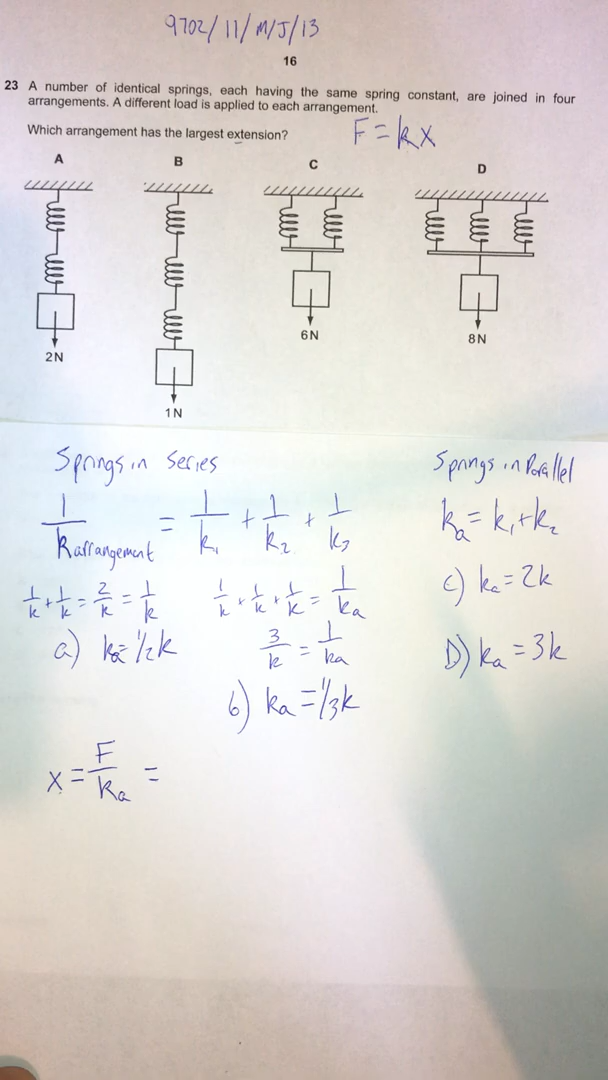 9702/11/M/J/13
16
23 A number of identical springs, each having the same spring constant, are joined in four
arrangements. A different load is applied to each arrangement.
Which arrangement has the largest extension?
F = kx
A
B
C
D
2N
1N
6N
8N
Springs in Series
1/k arrangement = 1/k₁ + 1/k₂ + 1/k₃
1/k + 1/k = 2/k = 1/k
a) ka = 1/2k
1/k + 1/k + 1/k = 1/ka
3/k = 1/ka
b) ka = 1/3k
Springs in Parallel
ka = k₁ + k₂
c) ka = 2k
D) ka = 3k
x = F/ka =